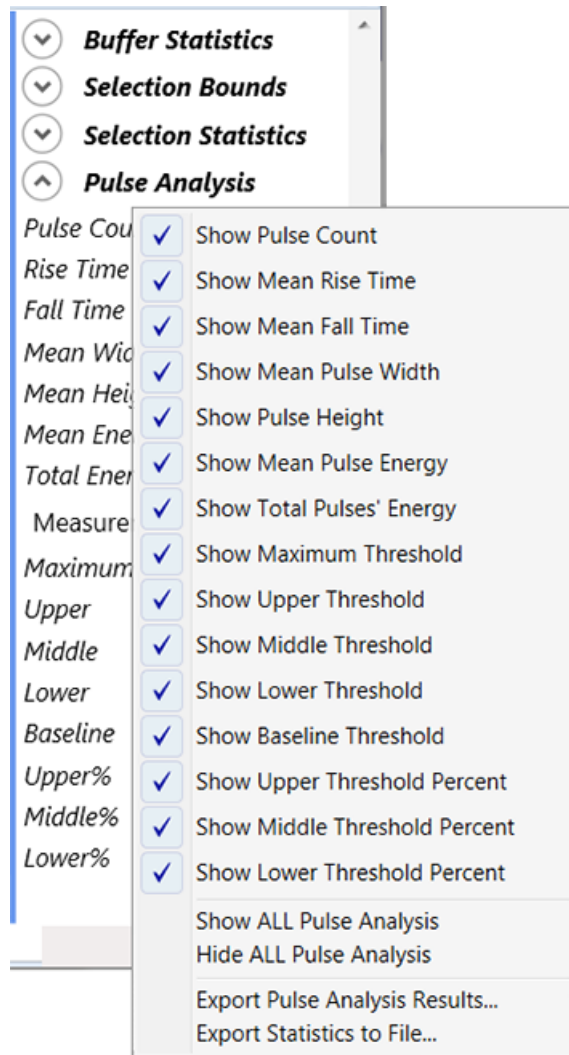 Buffer Statistics
Selection Bounds
Selection Statistics
Pulse Analysis
Pulse Cou
Rise Time
Fall Time
Mean Wid
Mean Hei
Mean Ene
Total Ener
Measure
Maximum
Upper
Middle
Lower
Baseline
Upper%
Middle%
Lower%
Show Pulse Count
Show Mean Rise Time
Show Mean Fall Time
Show Mean Pulse Width
Show Pulse Height
Show Mean Pulse Energy
Show Total Pulses' Energy
Show Maximum Threshold
Show Upper Threshold
Show Middle Threshold
Show Lower Threshold
Show Baseline Threshold
Show Upper Threshold Percent
Show Middle Threshold Percent
Show Lower Threshold Percent
Show ALL Pulse Analysis
Hide ALL Pulse Analysis
Export Pulse Analysis Results...
Export Statistics to File...